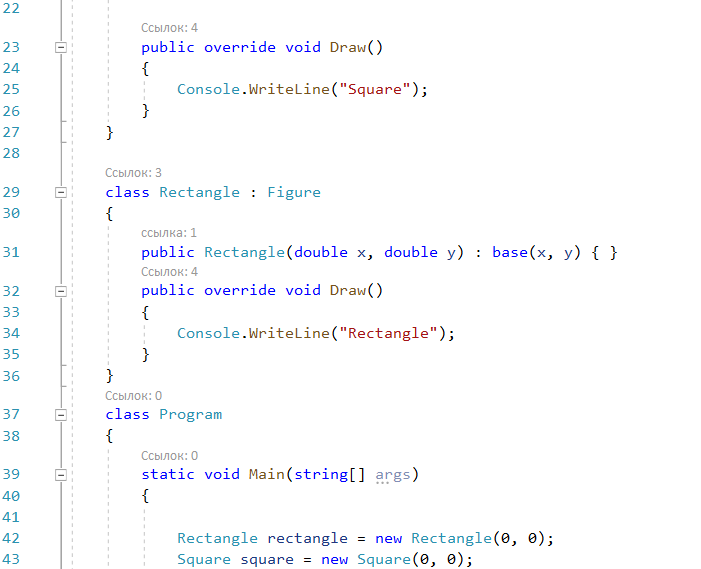 22
Ссылок: 4
23 public override void Draw()
24 {
25 Console.WriteLine("Square");
26 }
27 }
28
Ссылок: 3
29 class Rectangle : Figure
30 {
ссылка: 1
31 public Rectangle(double x, double y) : base(x, y) { }
Ссылок: 4
32 public override void Draw()
33 {
34 Console.WriteLine("Rectangle");
35 }
36 }
Ссылок: 0
37 class Program
38 {
Ссылок: 0
39 static void Main(string[] args)
40 {
41
42 Rectangle rectangle = new Rectangle(0, 0);
43 Square square = new Square(0, 0);